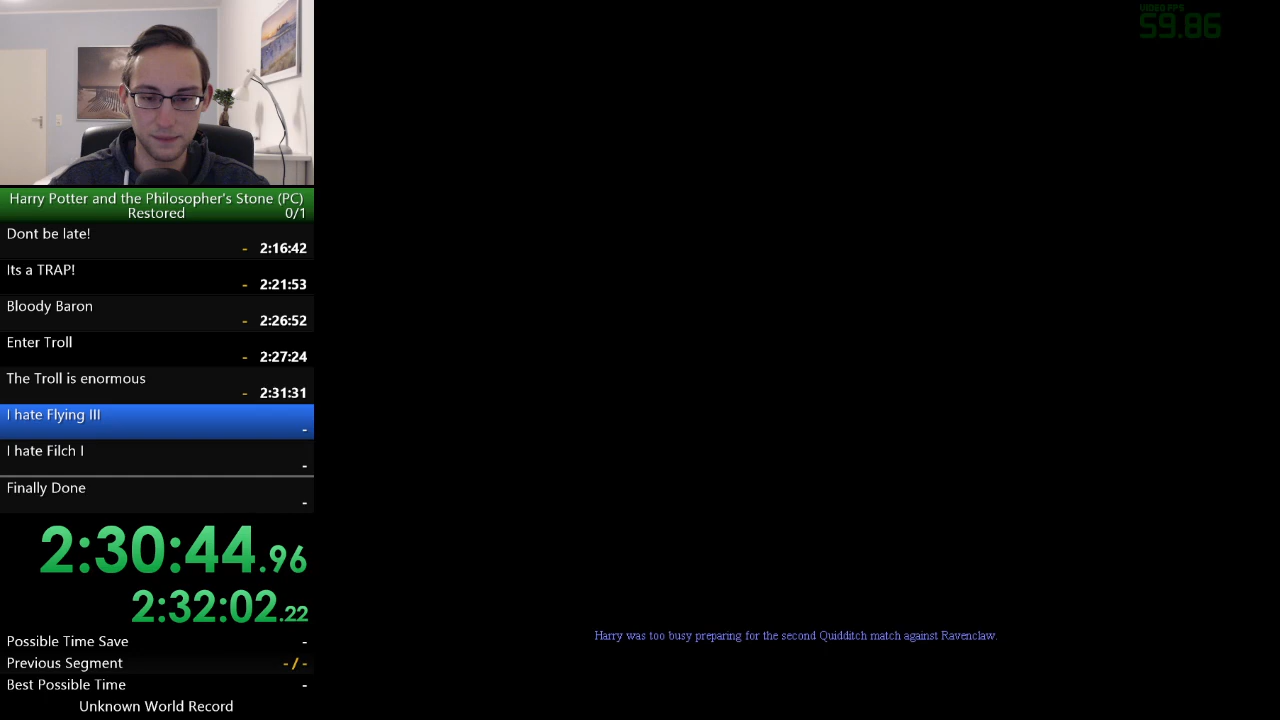 VIDEO FPS
59.86
Harry Potter and the Philosopher's Stone (PC)
Restored 0/1
Dont be late!
- 2:16:42
Its a TRAP!
- 2:21:53
Bloody Baron
- 2:26:52
Enter Troll
- 2:27:24
The Troll is enormous
- 2:31:31
I hate Flying III
-
I hate Filch I
-
Finally Done
-
2:30:44.96
2:32:02.22
Possible Time Save -
Previous Segment - / -
Best Possible Time -
Unknown World Record
Harry was too busy preparing for the second Quidditch match against Ravenclaw.